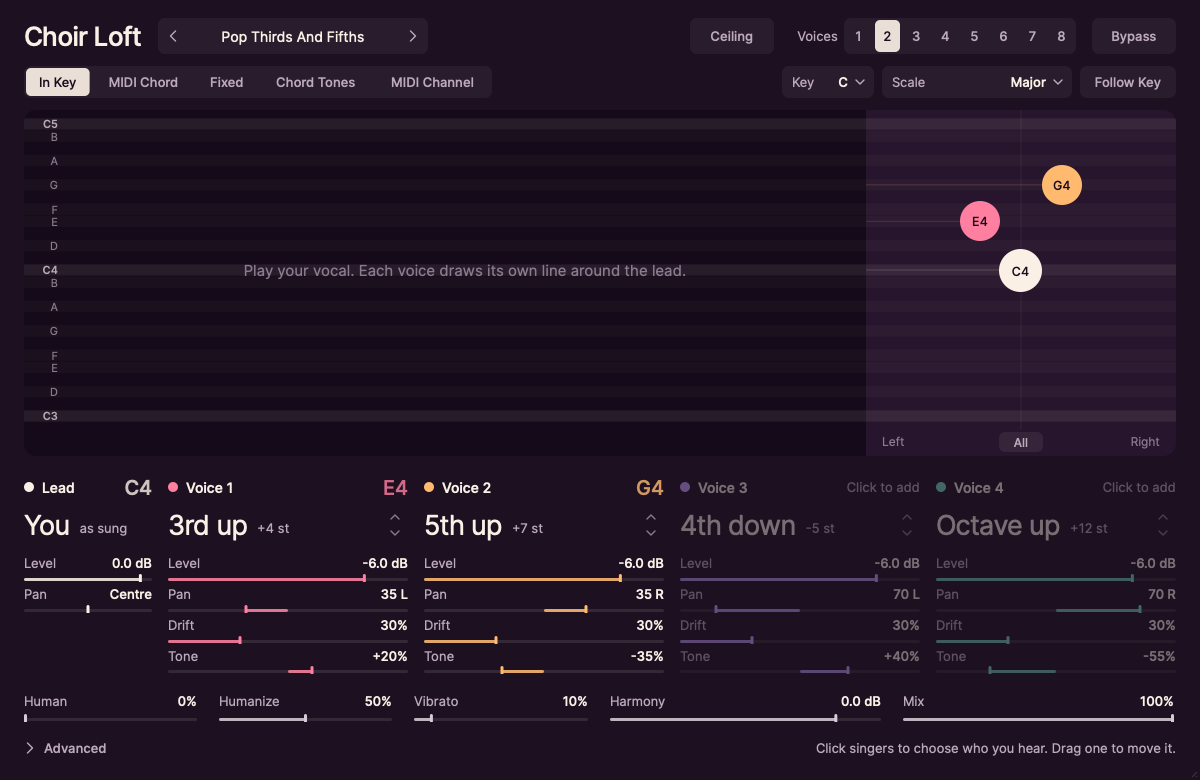 Choir Loft
Pop Thirds And Fifths
Ceiling
Voices 1 2 3 4 5 6 7 8
Bypass
In Key MIDI Chord Fixed Chord Tones MIDI Channel
Key C
Scale Major
Follow Key
C5
B
A
G
F
E
D
C4
B
A
G
F
E
D
C3
Play your vocal. Each voice draws its own line around the lead.
G4
E4
C4
Left All Right
Lead C4
You as sung
Level 0.0 dB
Pan Centre
Voice 1 E4
3rd up +4 st
Level -6.0 dB
Pan 35 L
Drift 30%
Tone +20%
Voice 2 G4
5th up +7 st
Level -6.0 dB
Pan 35 R
Drift 30%
Tone -35%
Voice 3 Click to add
4th down -5 st
Level -6.0 dB
Pan 70 L
Drift 30%
Tone +40%
Voice 4 Click to add
Octave up +12 st
Level -6.0 dB
Pan 70 R
Drift 30%
Tone -55%
Human 0%
Humanize 50%
Vibrato 10%
Harmony 0.0 dB
Mix 100%
Advanced
Click singers to choose who you hear. Drag one to move it.